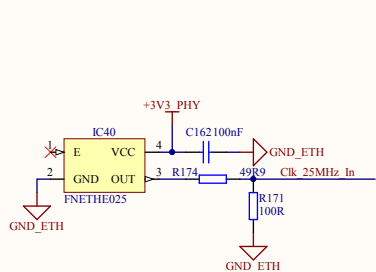 +3V3_PHY
IC40
C162 100nF
1
E
VCC
4
GND_ETH
2
GND
OUT
3
R174
49R9
Clk_25MHz_In
FNETHE025
R171
100R
GND_ETH
GND_ETH